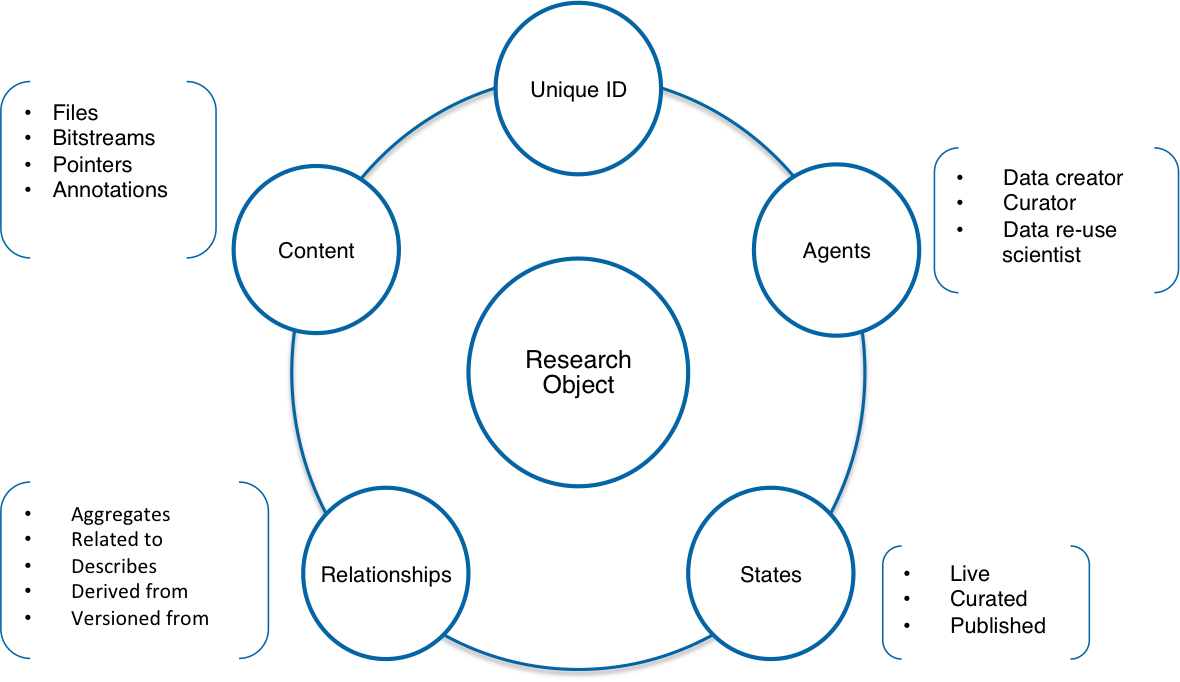 Unique ID
• Files
• Bitstreams
• Pointers
• Annotations
Content
Agents
• Data creator
• Curator
• Data re-use
scientist
Research
Object
• Aggregates
• Related to
• Describes
• Derived from
• Versioned from
Relationships
States
• Live
• Curated
• Published